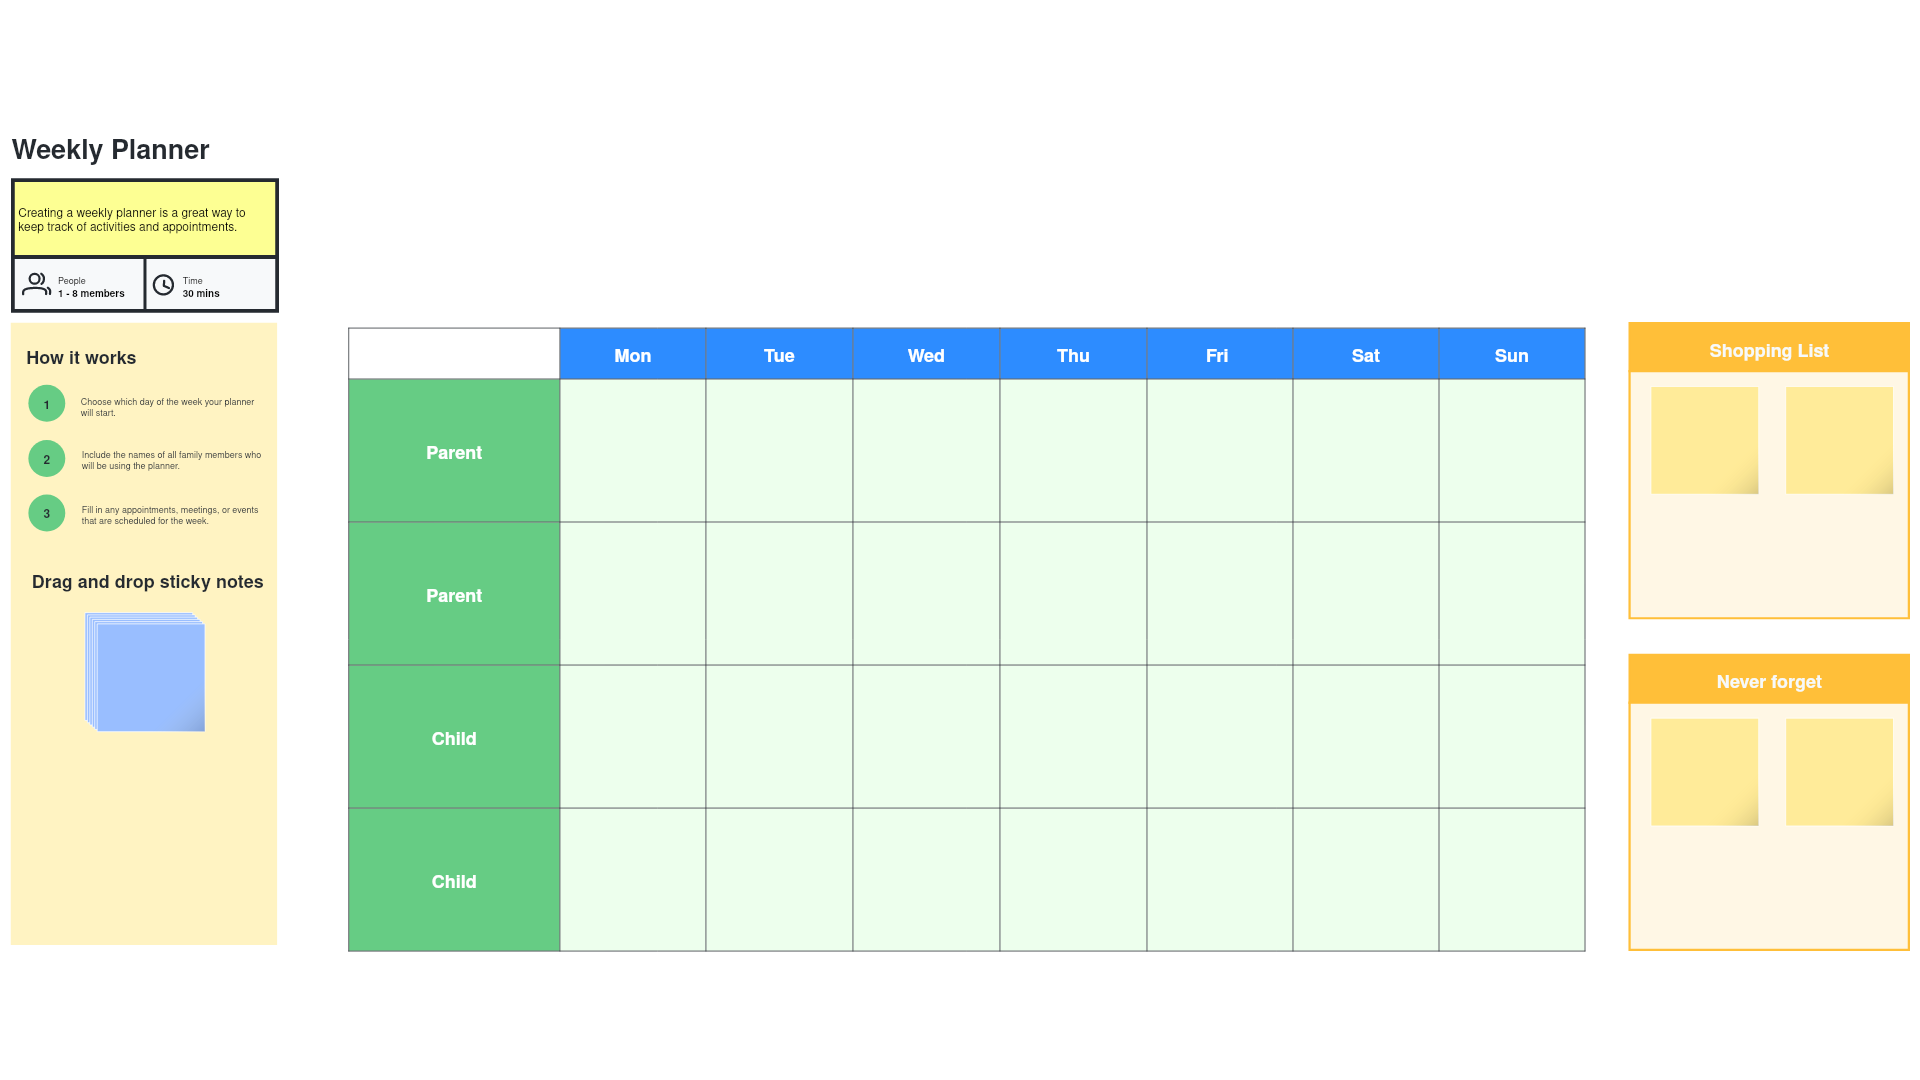 Weekly Planner
Creating a weekly planner is a great way to
keep track of activities and appointments.
People
1 - 8 members
Time
30 mins
How it works
1
Choose which day of the week your planner
will start.
2
Include the names of all family members who
will be using the planner.
3
Fill in any appointments, meetings, or events
that are scheduled for the week.
Drag and drop sticky notes
Mon Tue Wed Thu Fri Sat Sun
Parent
Parent
Child
Child
Shopping List
Never forget